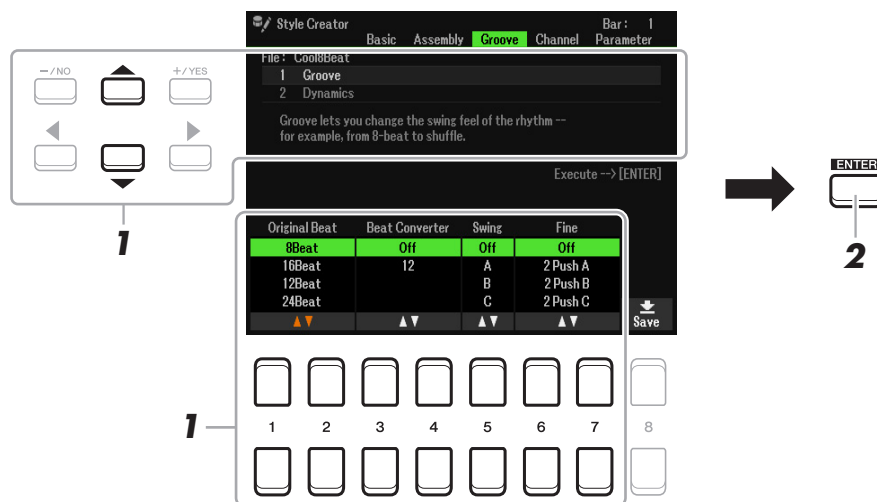 Style Creator Bar: 1
Basic Assembly Groove Channel Parameter
File: Cool8Beat
1 Groove
2 Dynamics
Groove lets you change the swing feel of the rhythm --
for example, from 8-beat to shuffle.
Execute -->[ENTER]
-/NO +/YES
1
ENTER
2
Original Beat Beat Converter Swing Fine
8Beat Off Off Off
16Beat 12 A 2 Push A
12Beat B 2 Push B
24Beat C 2 Push C
Save
1
1 2 3 4 5 6 7 8